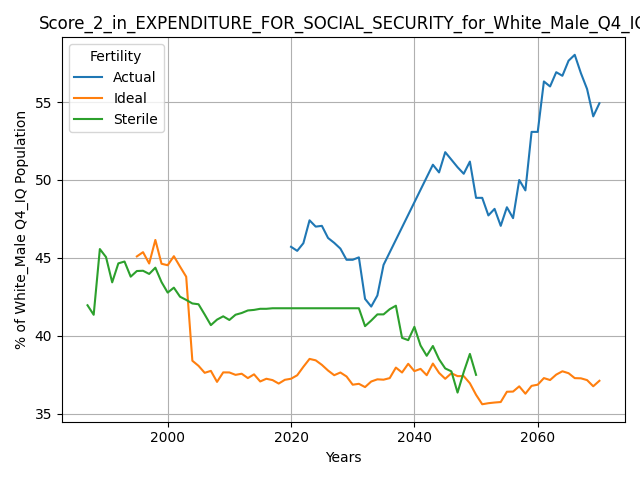 Score_2_in_EXPENDITURE_FOR_SOCIAL_SECURITY_for_White_Male_Q4_IQ
Fertility
Actual
Ideal
Sterile
% of White_Male Q4_IQ Population
55
50
45
40
35
2000
2020
2040
2060
Years